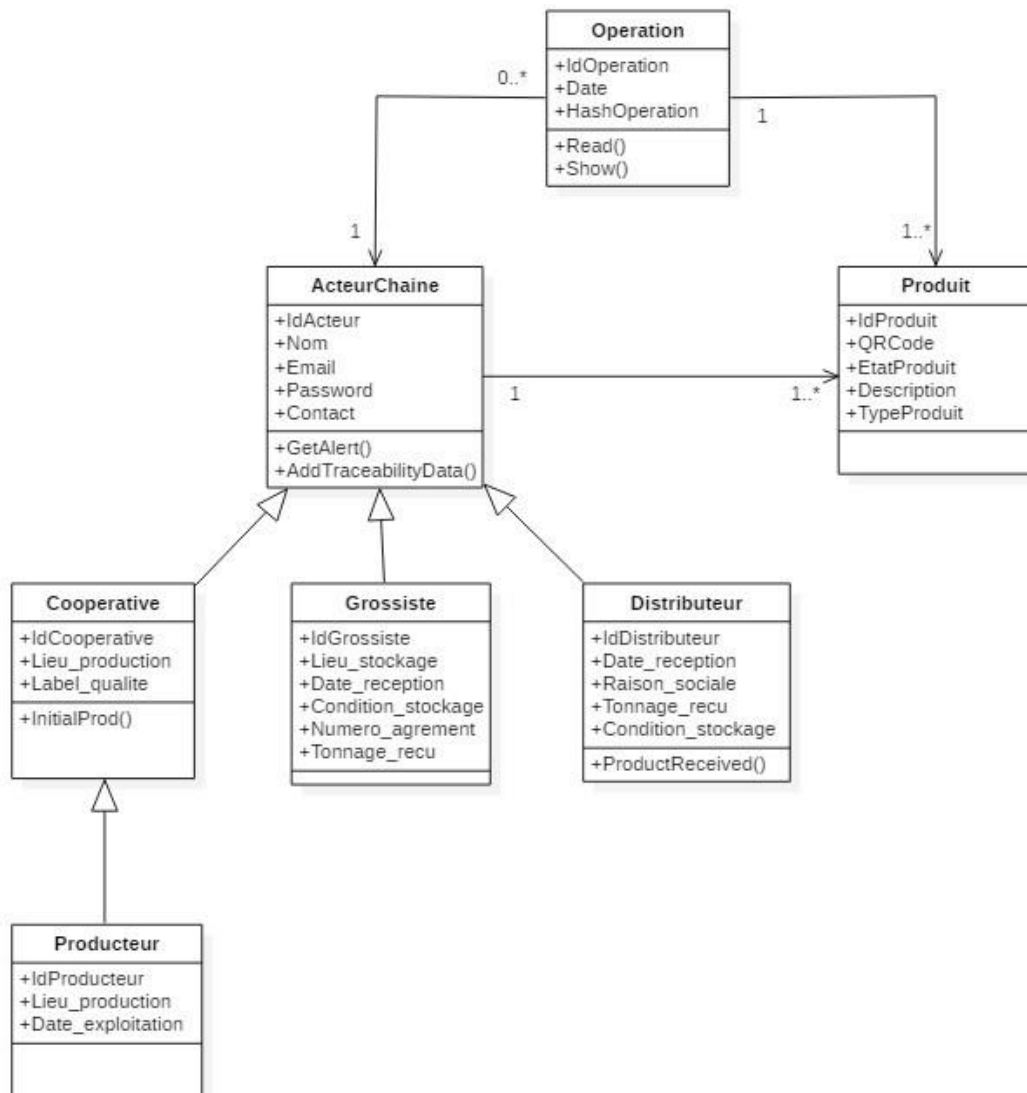 Operation
+IdOperation
+Date
+HashOperation
+Read()
+Show()
0..*
1
1
1..*
ActeurChaine
+IdActeur
+Nom
+Email
+Password
+Contact
+GetAlert()
+AddTraceabilityData()
1
1..*
Produit
+IdProduit
+QRCode
+EtatProduit
+Description
+TypeProduit
Cooperative
+IdCooperative
+Lieu_production
+Label_qualite
+InitialProd()
Grossiste
+IdGrossiste
+Lieu_stockage
+Date_reception
+Condition_stockage
+Numero_agrement
+Tonnage_recu
Distributeur
+IdDistributeur
+Date_reception
+Raison_sociale
+Tonnage_recu
+Condition_stockage
+ProductReceived()
Producteur
+IdProducteur
+Lieu_production
+Date_exploitation